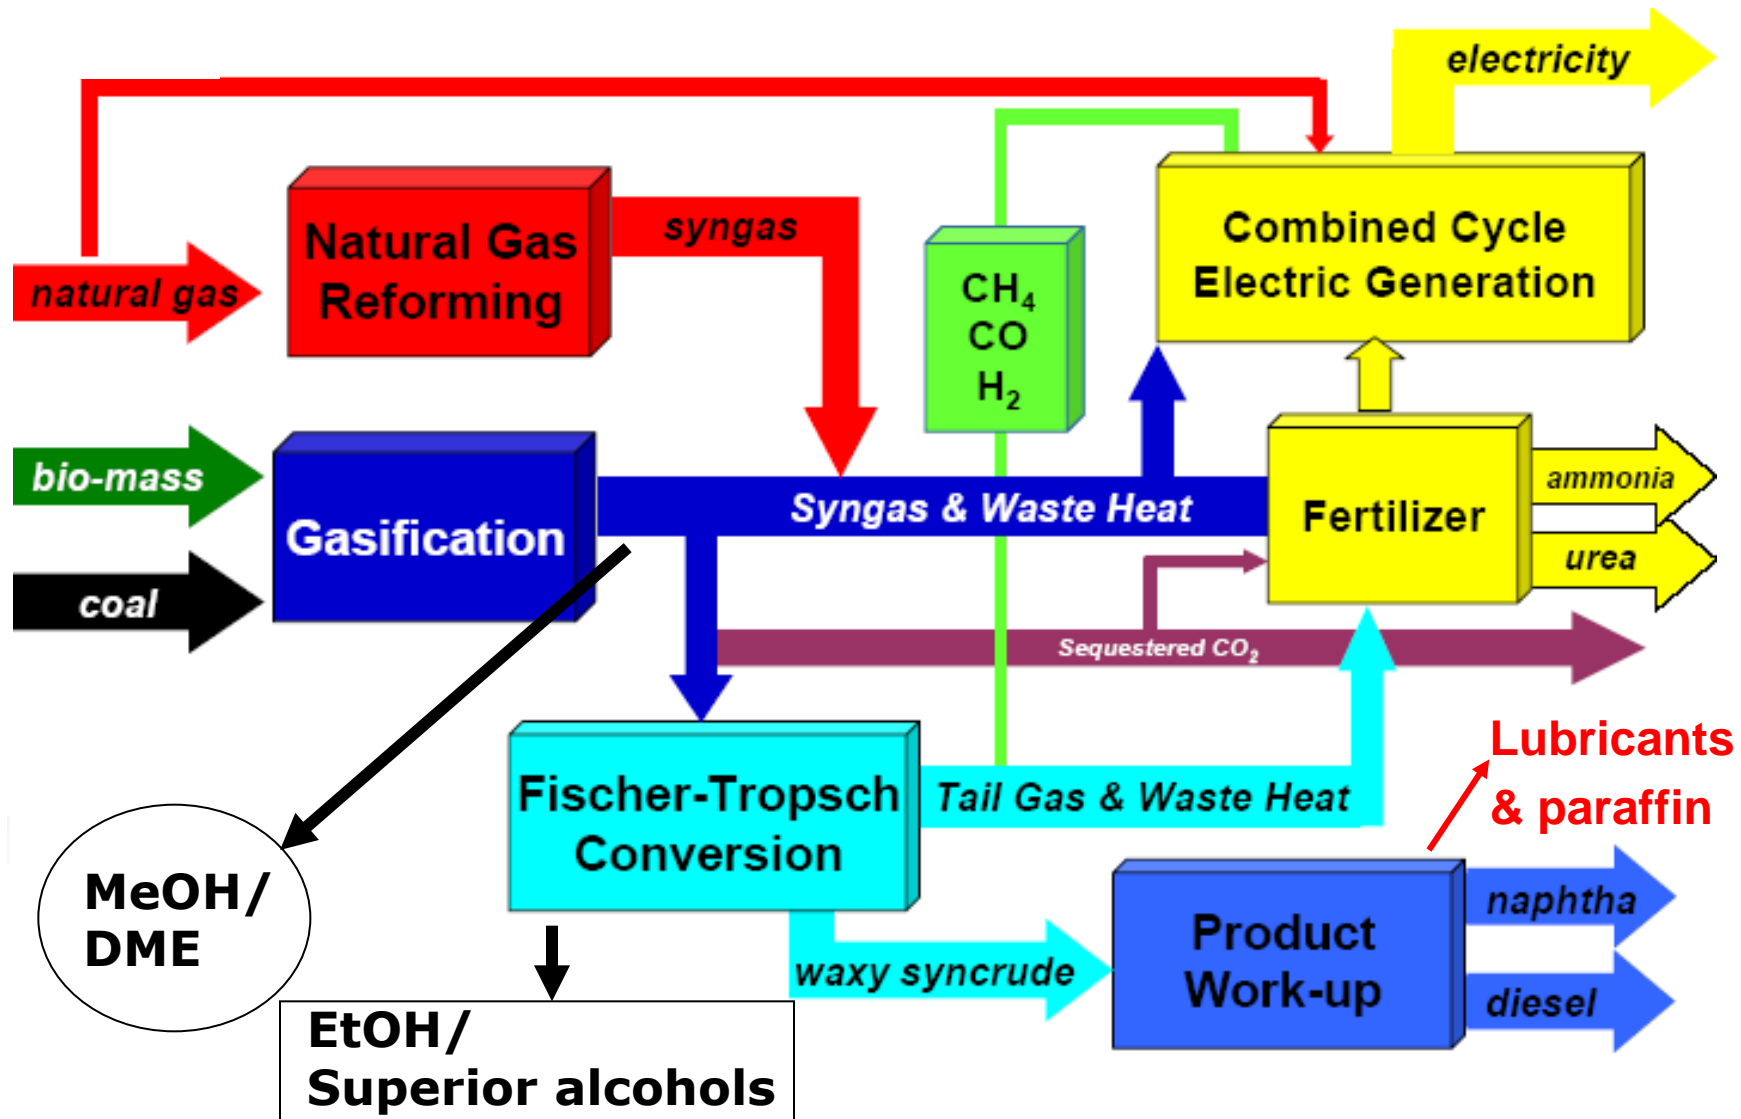 electricity
natural gas
Natural Gas
Reforming
syngas
CH₄
CO
H₂
Combined Cycle
Electric Generation
bio-mass
coal
Gasification
Syngas & Waste Heat
Fertilizer
ammonia
urea
Sequestered CO₂
Fischer-Tropsch
Conversion
Tail Gas & Waste Heat
Lubricants
& paraffin
MeOH/
DME
EtOH/
Superior alcohols
waxy syncrude
Product
Work-up
naphtha
diesel